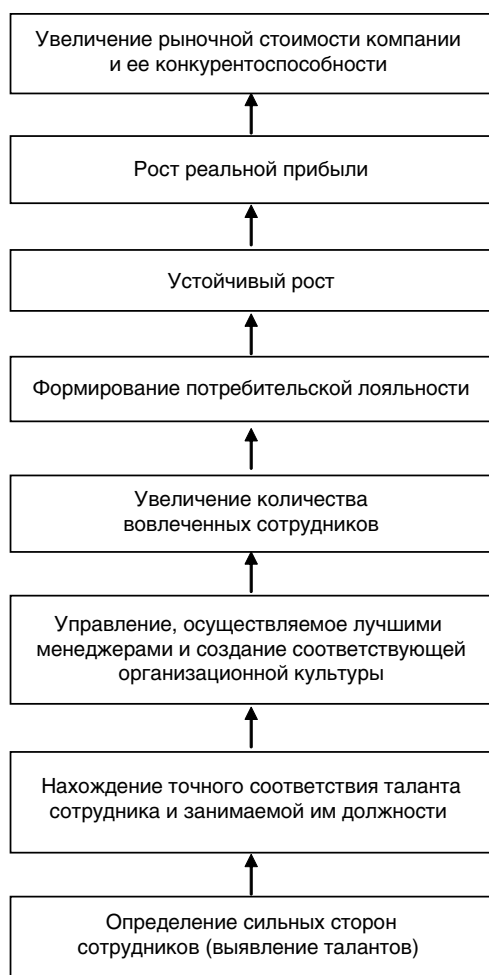 Увеличение рыночной стоимости компании
и ее конкурентоспособности
Рост реальной прибыли
Устойчивый рост
Формирование потребительской лояльности
Увеличение количества
вовлеченных сотрудников
Управление, осуществляемое лучшими
менеджерами и создание соответствующей
организационной культуры
Нахождение точного соответствия таланта
сотрудника и занимаемой им должности
Определение сильных сторон
сотрудников (выявление талантов)